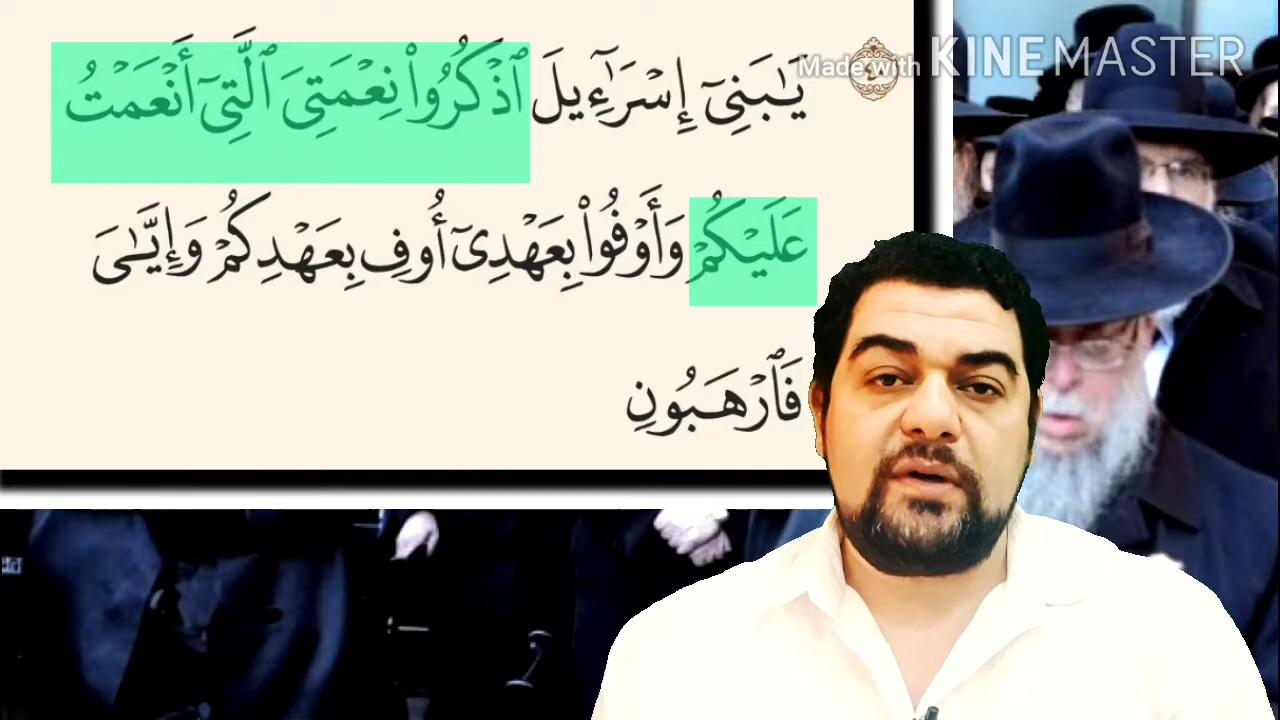 يَـٰبَنِىٓ إِسْرَٰٓءِيلَ ٱذْكُرُوا۟ نِعْمَتِىَ ٱلَّتِىٓ أَنْعَمْتُ
عَلَيْكُمْ وَأَوْفُوا۟ بِعَهْدِىٓ أُوفِ بِعَهْدِكُمْ وَإِيَّـٰىَ
فَٱرْهَبُونِ
Made with KINEMASTER